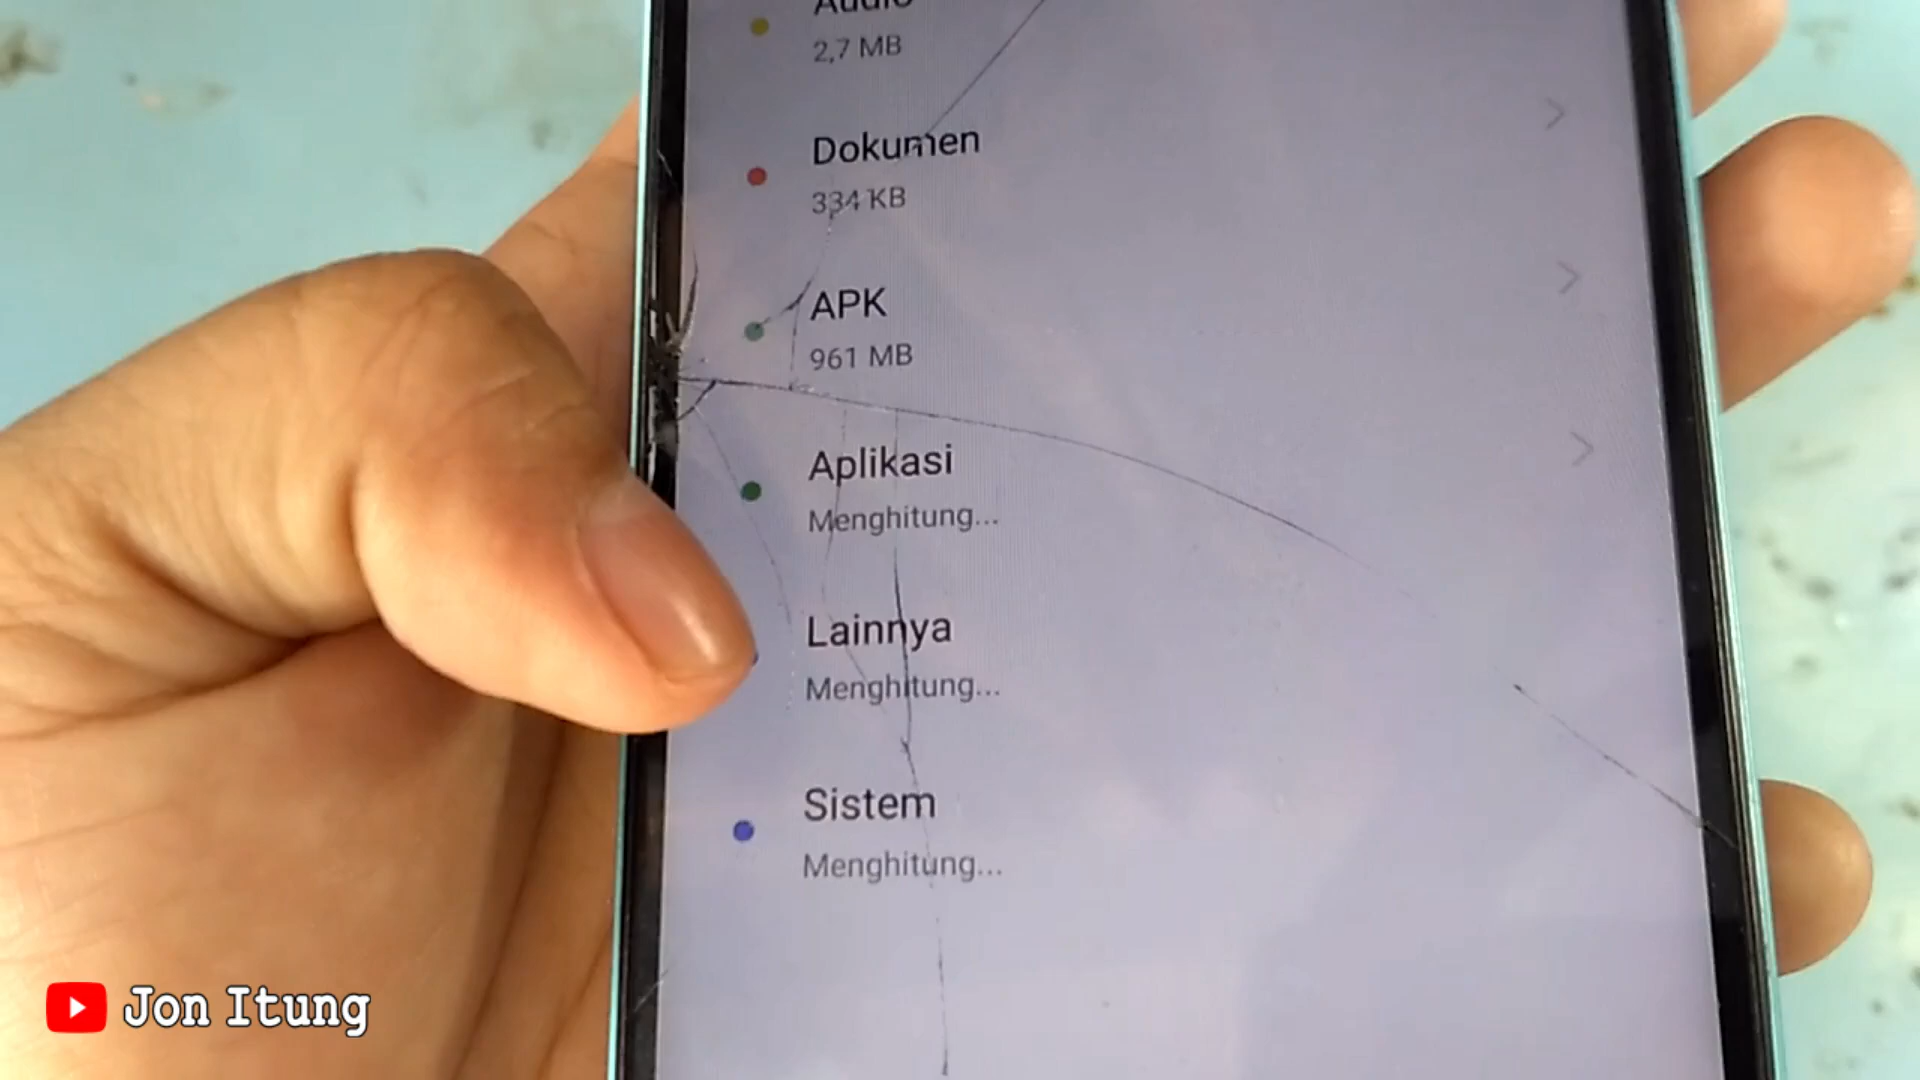 Audio
2,7 MB
Dokumen
334 KB
APK
961 MB
Aplikasi
Menghitung...
Lainnya
Menghitung...
Sistem
Menghitung...
Jon Itung